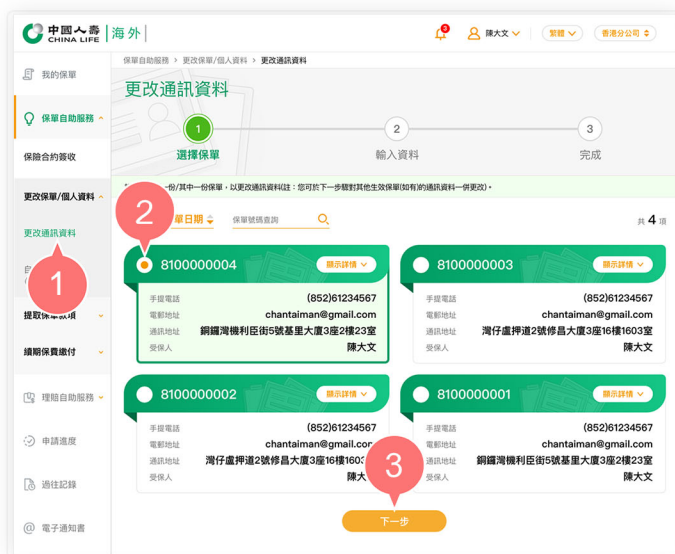 中國人壽 海外
CHINA LIFE
3
陳大文
繁體
香港分公司
我的保單
保單自助服務
保險合約簽收
更改保單/個人資料
更改通訊資料
1
提取保單款項
續期保費繳付
理賠自助服務
申請進度
過往記錄
@ 電子通知書
保單自助服務 > 更改保單/個人資料 > 更改通訊資料
更改通訊資料
1
2
3
選擇保單
輸入資料
完成
一份/其中一份保單,以更改通訊資料(註:您可於下一步驟對其他生效保單(如有)的通訊資料一併更改)。
2
單日期
保單號碼查詢
共 4 項
8100000004
顯示詳情
手提電話 (852)61234567
電郵地址 chantaiman@gmail.com
通訊地址 銅鑼灣機利臣街5號基里大廈3座2樓23室
受保人 陳大文
8100000003
顯示詳情
手提電話 (852)61234567
電郵地址 chantaiman@gmail.com
通訊地址 灣仔盧押道2號修昌大廈3座16樓1603室
受保人 陳大文
8100000002
顯示詳情
手提電話 (852)61234567
電郵地址 chantaiman@gmail.com
通訊地址 灣仔盧押道2號修昌大廈3座16樓160
受保人 陳大
8100000001
顯示詳情
手提電話 (852)61234567
電郵地址 chantaiman@gmail.com
通訊地址 銅鑼灣機利臣街5號基里大廈3座2樓23室
受保人 陳大文
3
下一步